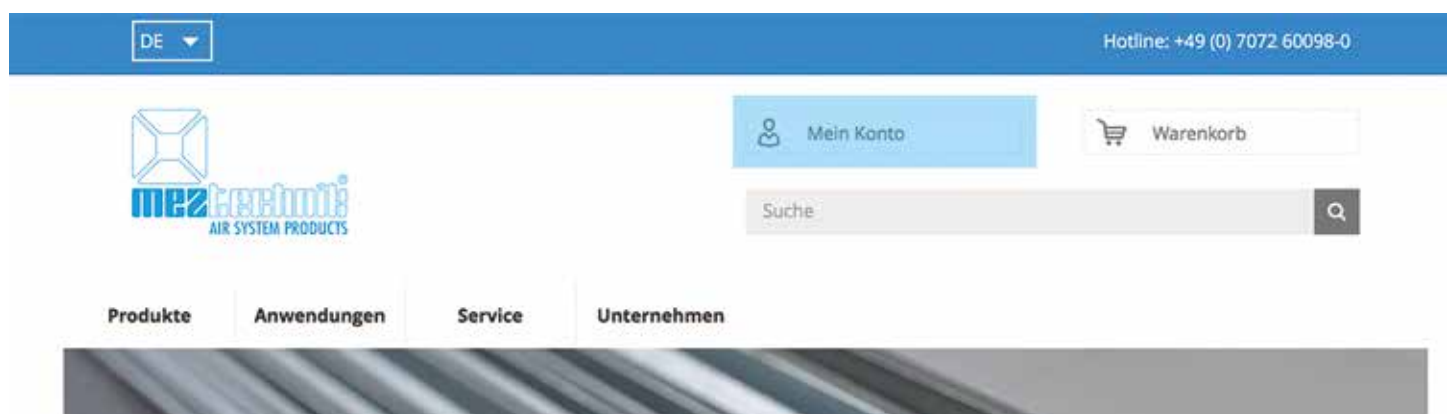 DE
Hotline: +49 (0) 7072 60098-0
Mein Konto
Warenkorb
meztechnik®
AIR SYSTEM PRODUCTS
Suche
Produkte
Anwendungen
Service
Unternehmen